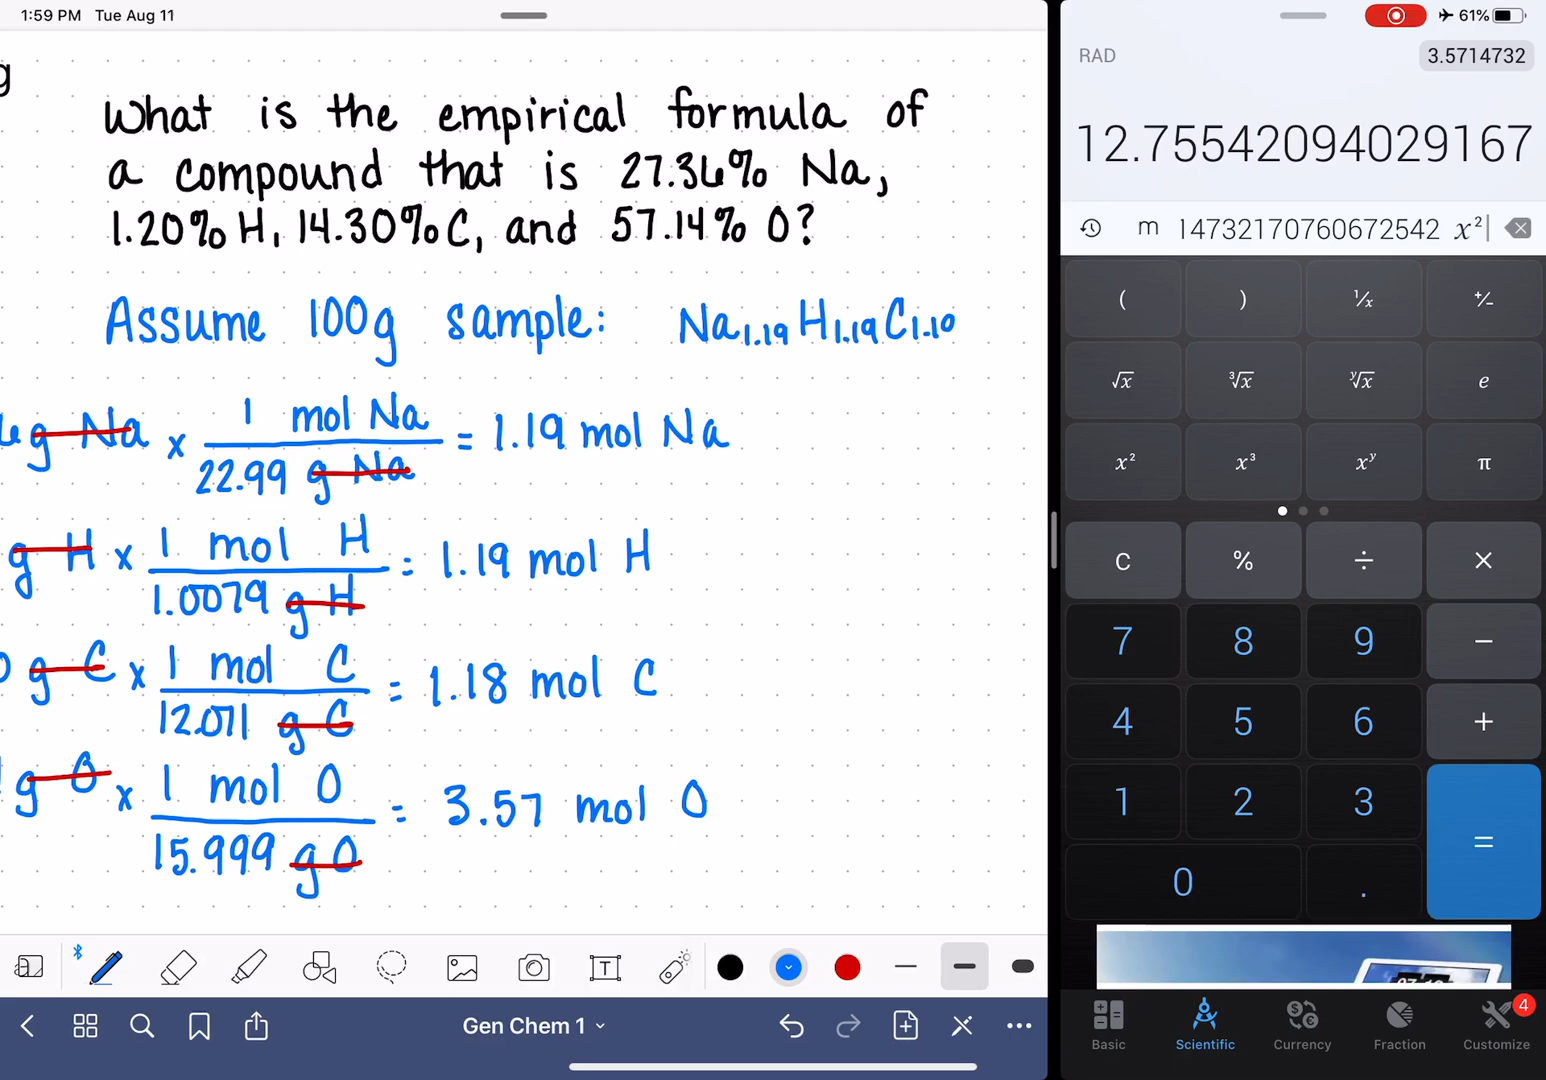 1:59 PM Tue Aug 11
61%
g
What is the empirical formula of
a compound that is 27.36% Na,
1.20% H, 14.30% C, and 57.14% O?
Assume 100g sample: Na1.19H1.19C1.10
6 g Na × 1 mol Na / 22.99 g Na = 1.19 mol Na
g H × 1 mol H / 1.0079 g H = 1.19 mol H
0 g C × 1 mol C / 12.011 g C = 1.18 mol C
g O × 1 mol O / 15.999 g O = 3.57 mol O
T
Gen Chem 1
RAD 3.5714732
12.75542094029167
m 14732170760672542 x²
( ) 1/x +/-
√x ∛x ʸ√x e
x² x³ xʸ π
C % ÷ ×
7 8 9 −
4 5 6 +
1 2 3 =
0 .
4
Basic Scientific Currency Fraction Customize